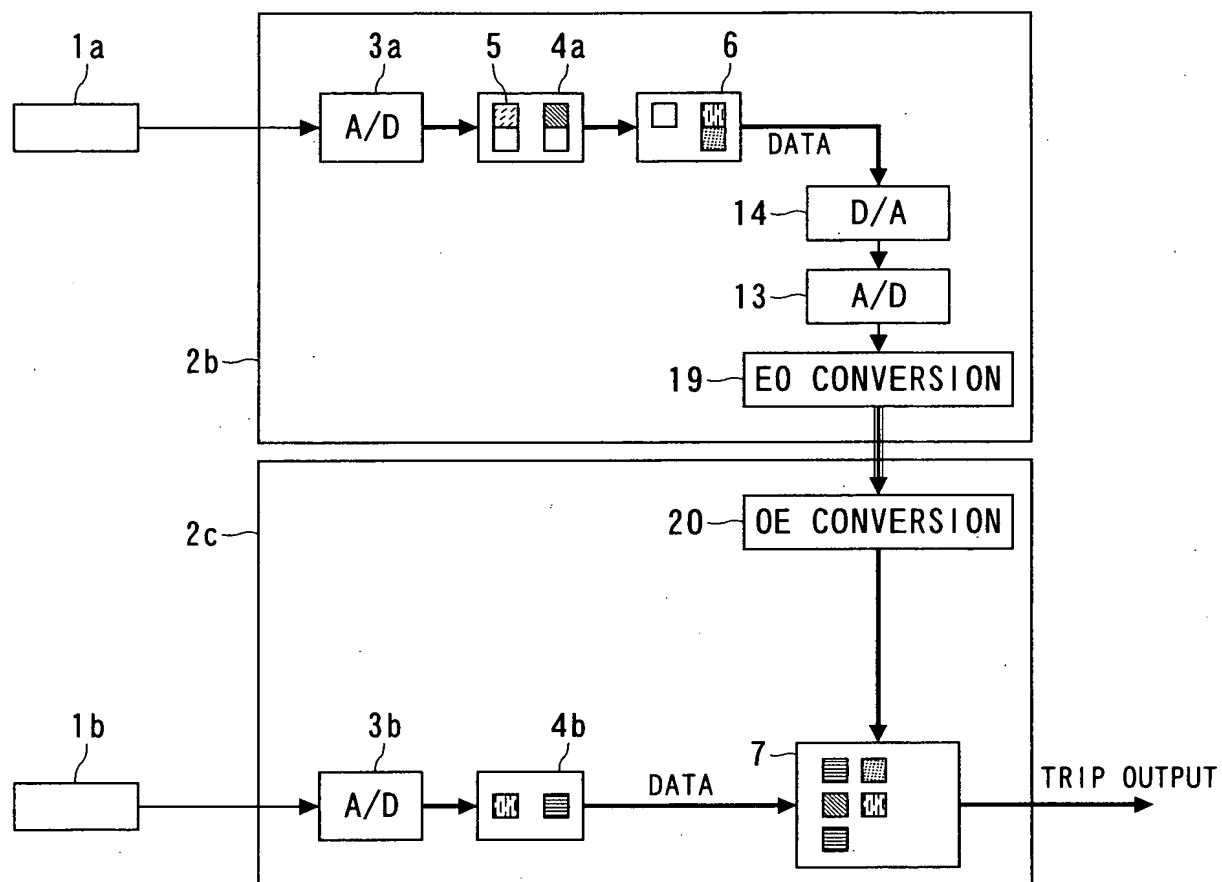 1a
3a
5
4a
6
A/D
DATA
14
D/A
13
A/D
2b
19
EO CONVERSION
2c
20
OE CONVERSION
1b
3b
4b
7
A/D
DATA
TRIP OUTPUT